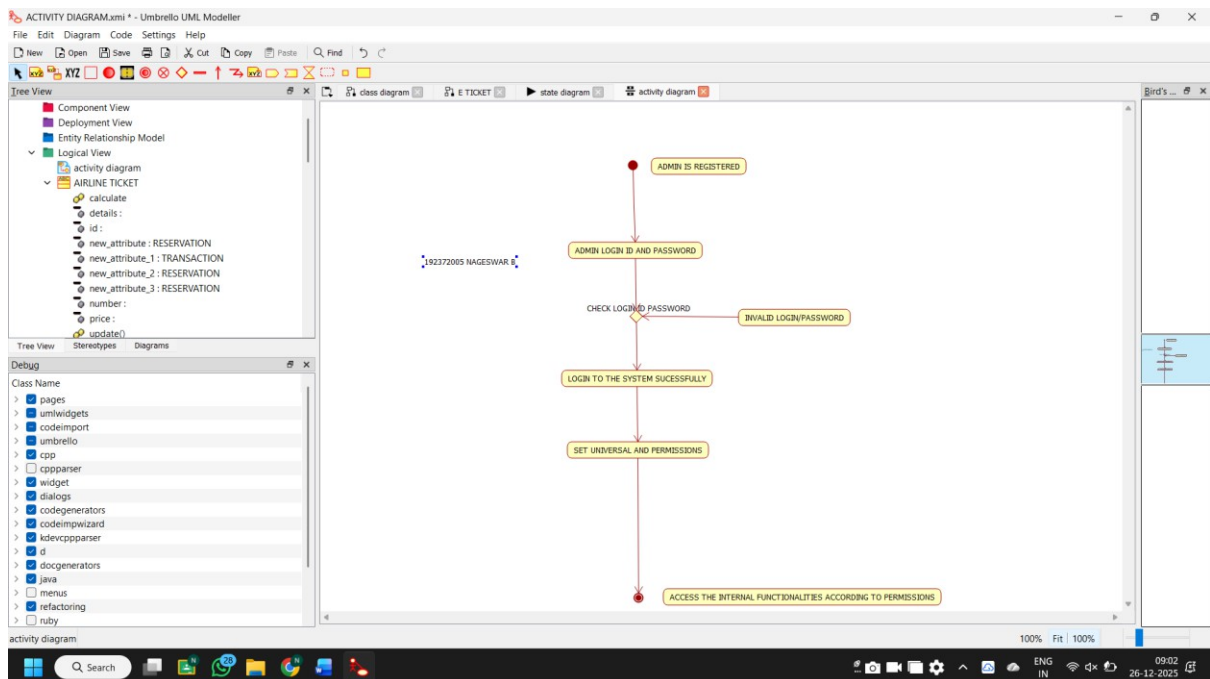 ACTIVITY DIAGRAM.xmi * - Umbrello UML Modeller
File Edit Diagram Code Settings Help
New Open Save Cut Copy Paste Find
XYZ XYZ
Tree View
class diagram E TICKET state diagram activity diagram
Bird's ...
Component View
Deployment View
Entity Relationship Model
Logical View
activity diagram
AIRLINE TICKET
calculate
details :
id :
new_attribute : RESERVATION
new_attribute_1 : TRANSACTION
new_attribute_2 : RESERVATION
new_attribute_3 : RESERVATION
number :
price :
update()
Tree View Stereotypes Diagrams
Debug
Class Name
pages
umlwidgets
codeimport
umbrello
cpp
cppparser
widget
dialogs
codegenerators
codeimpwizard
kdevcppparser
d
docgenerators
java
menus
refactoring
ruby
ADMIN IS REGISTERED
ADMIN LOGIN ID AND PASSWORD
192372005 NAGESWAR B
CHECK LOGIN/ID PASSWORD
INVALID LOGIN/PASSWORD
LOGIN TO THE SYSTEM SUCESSFULLY
SET UNIVERSAL AND PERMISSIONS
ACCESS THE INTERNAL FUNCTIONALITIES ACCORDING TO PERMISSIONS
activity diagram
100% Fit 100%
Search
28
ENG
IN
09:02
26-12-2025